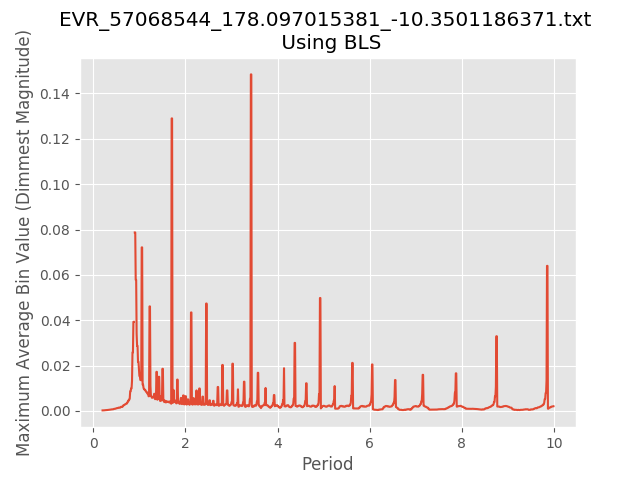 EVR_57068544_178.097015381_-10.3501186371.txt
Using BLS
Maximum Average Bin Value (Dimmest Magnitude)
0.14
0.12
0.10
0.08
0.06
0.04
0.02
0.00
0 2 4 6 8 10
Period